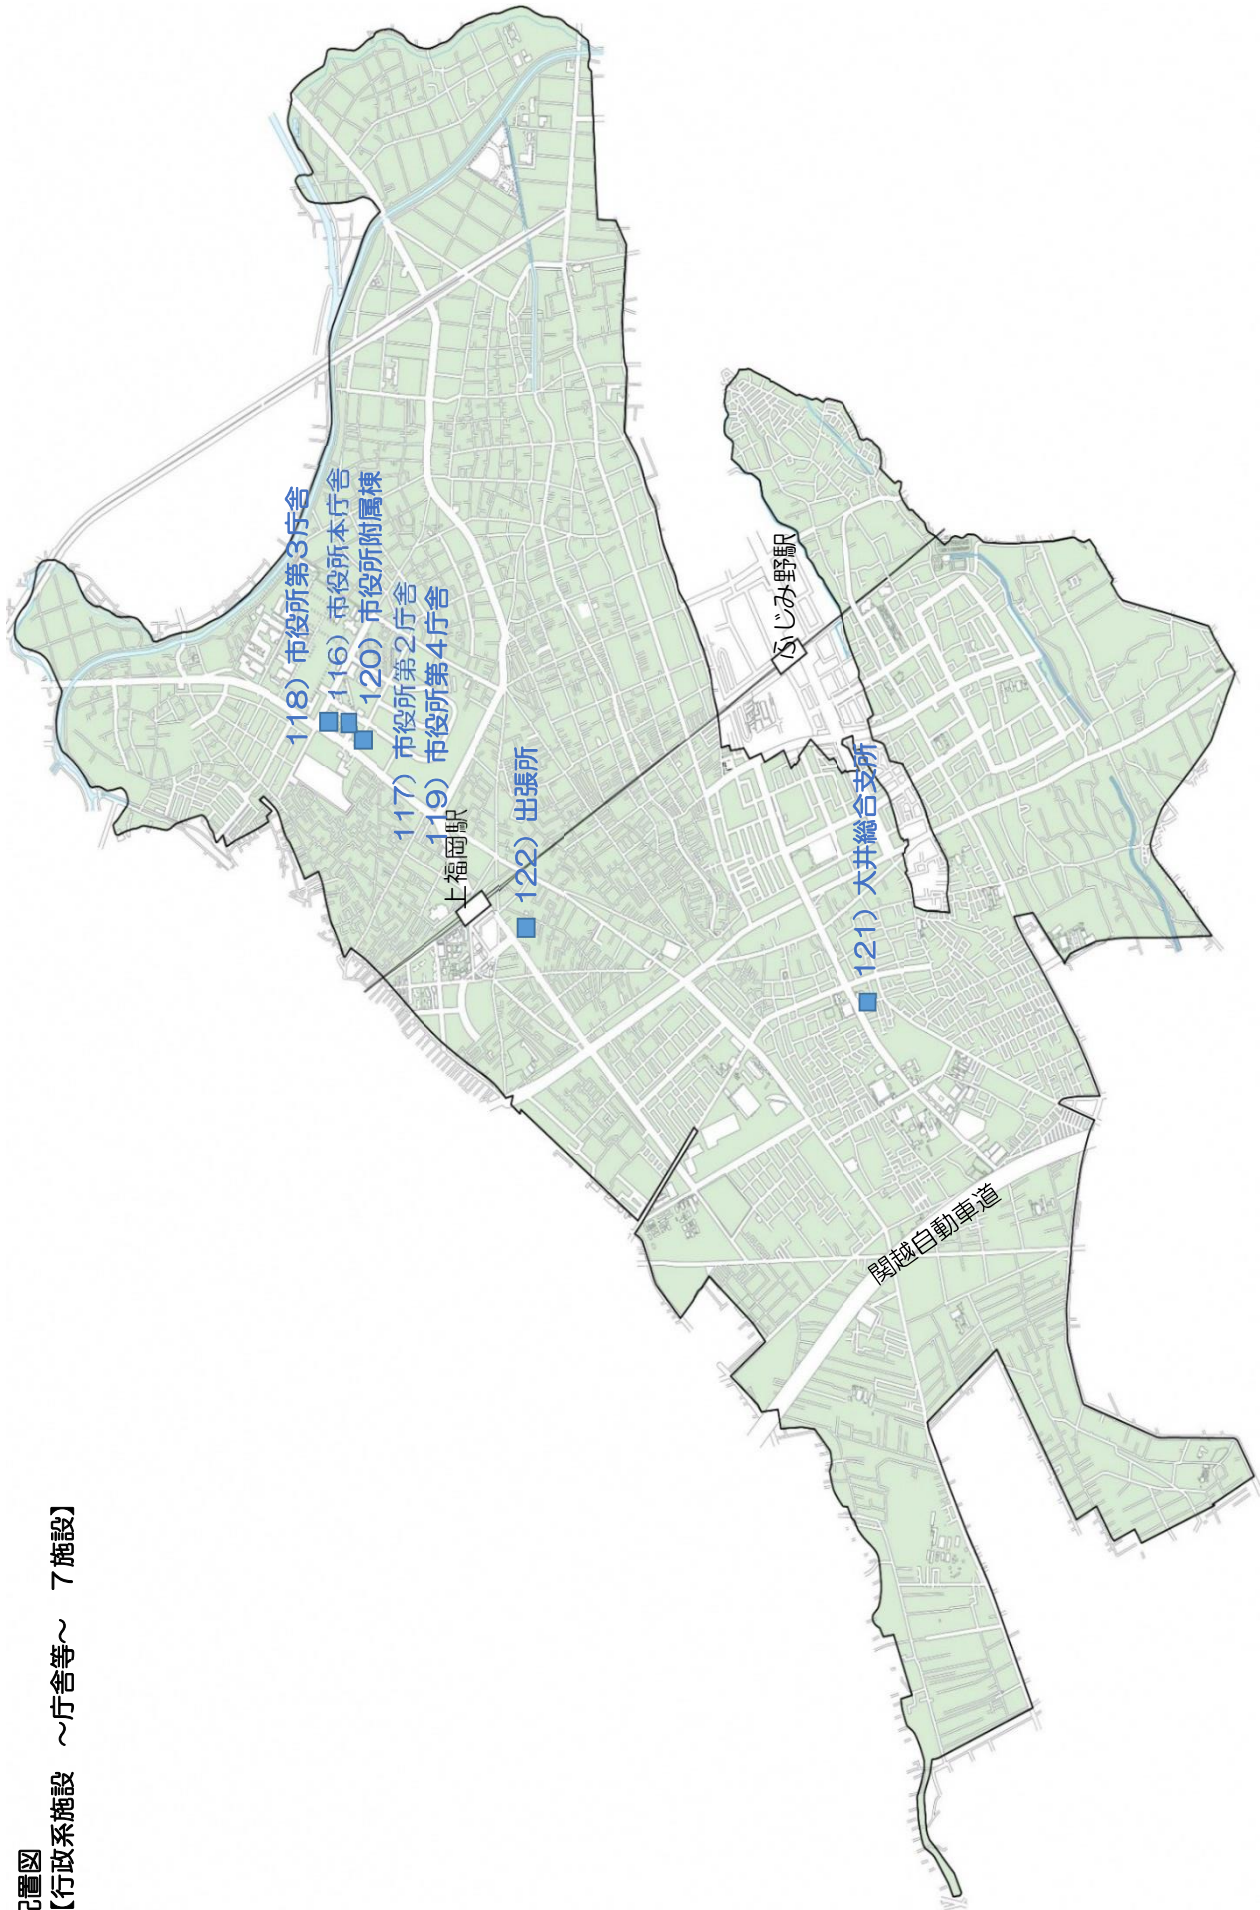 配置図
【行政系施設　～庁舎等～　７施設】
118）市役所第３庁舎
116）市役所本庁舎
120）市役所附属棟
117）市役所第２庁舎
119）市役所第４庁舎
上福岡駅
122）出張所
ふじみ野駅
121）大井総合支所
関越自動車道